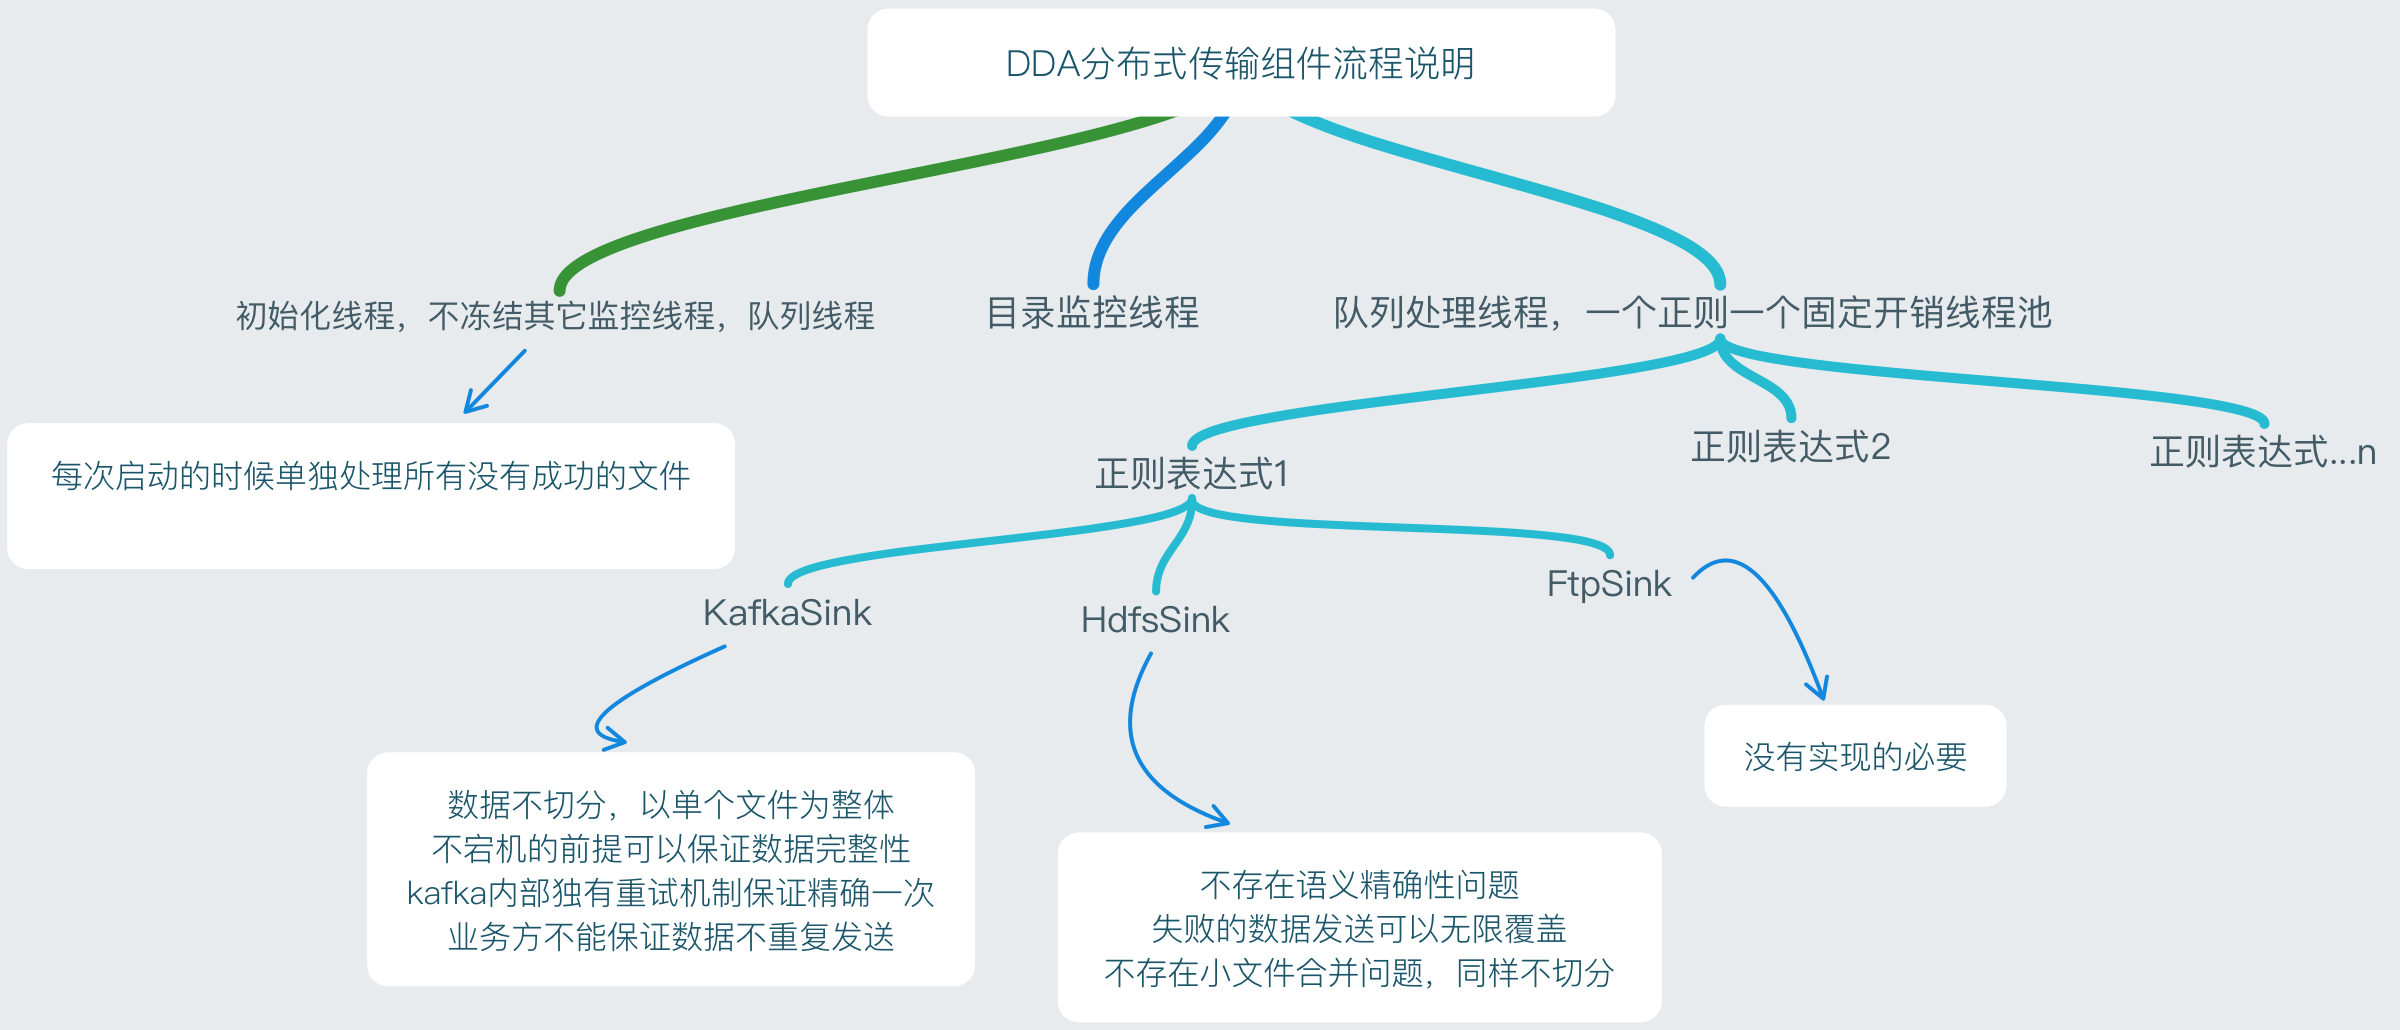 DDA分布式传输组件流程说明
初始化线程，不冻结其它监控线程，队列线程
目录监控线程
队列处理线程，一个正则一个固定开销线程池
每次启动的时候单独处理所有没有成功的文件
正则表达式1
正则表达式2
正则表达式...n
KafkaSink
HdfsSink
FtpSink
数据不切分，以单个文件为整体
不宕机的前提可以保证数据完整性
kafka内部独有重试机制保证精确一次
业务方不能保证数据不重复发送
不存在语义精确性问题
失败的数据发送可以无限覆盖
不存在小文件合并问题，同样不切分
没有实现的必要